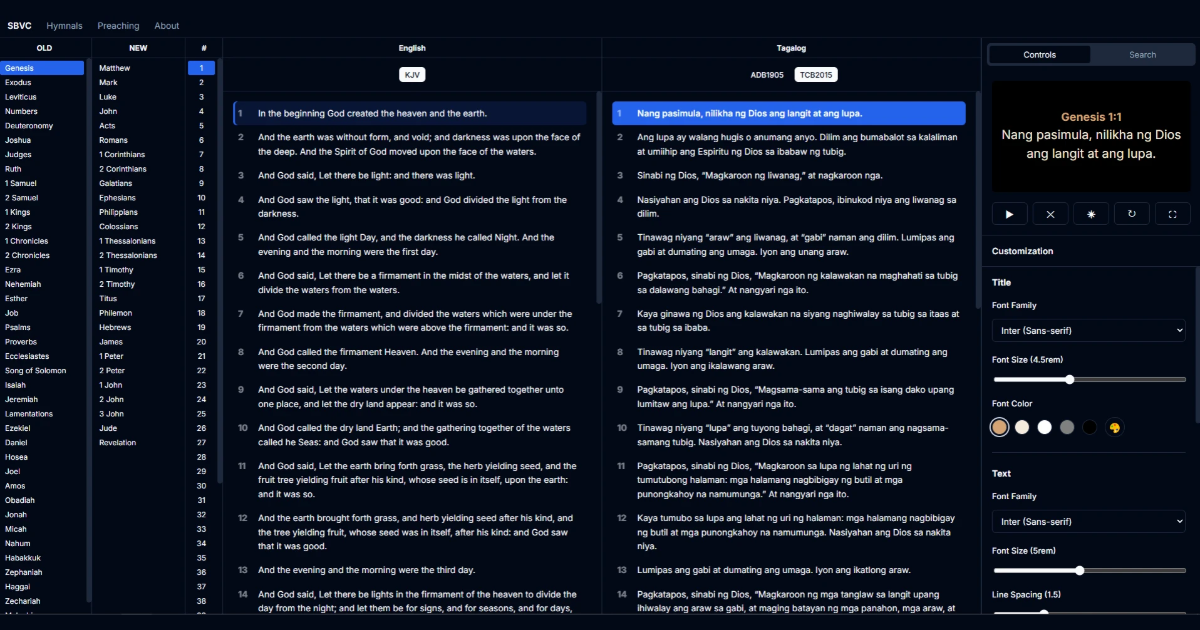 SBVC Hymnals Preaching About
OLD
Genesis
Exodus
Leviticus
Numbers
Deuteronomy
Joshua
Judges
Ruth
1 Samuel
2 Samuel
1 Kings
2 Kings
1 Chronicles
2 Chronicles
Ezra
Nehemiah
Esther
Job
Psalms
Proverbs
Ecclesiastes
Song of Solomon
Isaiah
Jeremiah
Lamentations
Ezekiel
Daniel
Hosea
Joel
Amos
Obadiah
Jonah
Micah
Nahum
Habakkuk
Zephaniah
Haggai
Zechariah
NEW
Matthew
Mark
Luke
John
Acts
Romans
1 Corinthians
2 Corinthians
Galatians
Ephesians
Philippians
Colossians
1 Thessalonians
2 Thessalonians
1 Timothy
2 Timothy
Titus
Philemon
Hebrews
James
1 Peter
2 Peter
1 John
2 John
3 John
Jude
Revelation
#
1
2
3
4
5
6
7
8
9
10
11
12
13
14
15
16
17
18
19
20
21
22
23
24
25
26
27
28
29
30
31
32
33
34
35
36
37
38
English
KJV
1 In the beginning God created the heaven and the earth.
2 And the earth was without form, and void; and darkness was upon the face of
the deep. And the Spirit of God moved upon the face of the waters.
3 And God said, Let there be light: and there was light.
4 And God saw the light, that it was good: and God divided the light from the
darkness.
5 And God called the light Day, and the darkness he called Night. And the
evening and the morning were the first day.
6 And God said, Let there be a firmament in the midst of the waters, and let it
divide the waters from the waters.
7 And God made the firmament, and divided the waters which were under the
firmament from the waters which were above the firmament: and it was so.
8 And God called the firmament Heaven. And the evening and the morning
were the second day.
9 And God said, Let the waters under the heaven be gathered together unto
one place, and let the dry land appear: and it was so.
10 And God called the dry land Earth; and the gathering together of the waters
called he Seas: and God saw that it was good.
11 And God said, Let the earth bring forth grass, the herb yielding seed, and the
fruit tree yielding fruit after his kind, whose seed is in itself, upon the earth:
and it was so.
12 And the earth brought forth grass, and herb yielding seed after his kind, and
the tree yielding fruit, whose seed was in itself, after his kind: and God saw
that it was good.
13 And the evening and the morning were the third day.
14 And God said, Let there be lights in the firmament of the heaven to divide the
day from the night; and let them be for signs, and for seasons, and for days,
Tagalog
ADB1905 TCB2015
1 Nang pasimula, nilikha ng Dios ang langit at ang lupa.
2 Ang lupa ay walang hugis o anumang anyo. Dilim ang bumabalot sa kalaliman
at umiihip ang Espiritu ng Dios sa ibabaw ng tubig.
3 Sinabi ng Dios, “Magkaroon ng liwanag,” at nagkaroon nga.
4 Nasiyahan ang Dios sa nakita niya. Pagkatapos, ibinukod niya ang liwanag sa
dilim.
5 Tinawag niyang “araw” ang liwanag, at “gabi” naman ang dilim. Lumipas ang
gabi at dumating ang umaga. Iyon ang unang araw.
6 Pagkatapos, sinabi ng Dios, “Magkaroon ng kalawakan na maghahati sa tubig
sa dalawang bahagi.” At nangyari nga ito.
7 Kaya ginawa ng Dios ang kalawakan na siyang naghiwalay sa tubig sa itaas at
sa tubig sa ibaba.
8 Tinawag niyang “langit” ang kalawakan. Lumipas ang gabi at dumating ang
umaga. Iyon ang ikalawang araw.
9 Pagkatapos, sinabi ng Dios, “Magsama-sama ang tubig sa isang dako upang
lumitaw ang lupa.” At nangyari nga ito.
10 Tinawag niyang “lupa” ang tuyong bahagi, at “dagat” naman ang nagsama-
samang tubig. Nasiyahan ang Dios sa nakita niya.
11 Pagkatapos, sinabi ng Dios, “Magkaroon sa lupa ng lahat ng uri ng
tumutubong halaman: mga halamang nagbibigay ng butil at mga
punongkahoy na namumunga.” At nangyari nga ito.
12 Kaya tumubo sa lupa ang lahat ng uri ng halaman: mga halamang nagbibigay
ng butil at mga punongkahoy na namumunga. Nasiyahan ang Dios sa nakita
niya.
13 Lumipas ang gabi at dumating ang umaga. Iyon ang ikatlong araw.
14 Pagkatapos, sinabi ng Dios, “Magkaroon ng mga tanglaw sa langit upang
ihiwalay ang araw sa gabi, at maging batayan ng mga panahon, mga araw, at
Controls Search
Genesis 1:1
Nang pasimula, nilikha ng Dios
ang langit at ang lupa.
Customization
Title
Font Family
Inter (Sans-serif)
Font Size (4.5rem)
Font Color
Text
Font Family
Inter (Sans-serif)
Font Size (5rem)
Line Spacing (1.5)